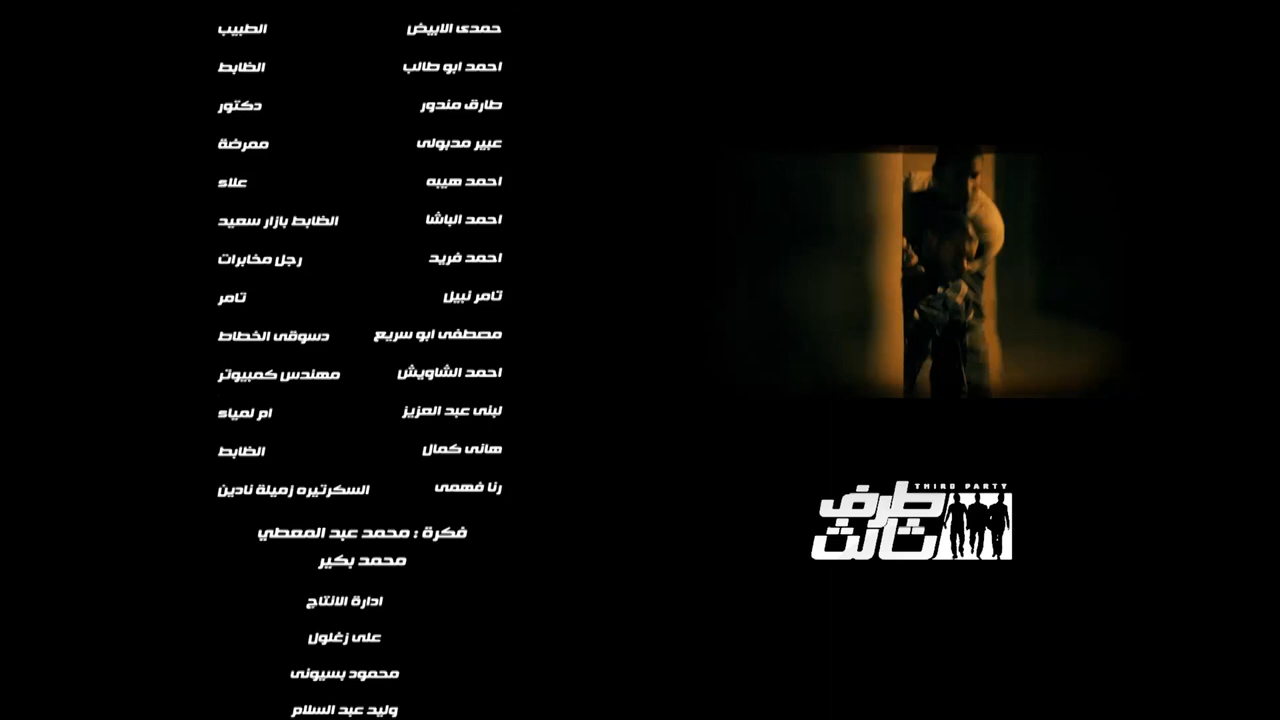 حمدى الابيض الطبيب
احمد ابو طالب الظابط
طارق مندور دكتور
عبير مدبولى ممرضة
احمد هيبه علاء
احمد الباشا الظابط بازار سعيد
احمد فريد رجل مخابرات
تامر نبيل تامر
مصطفى ابو سريع دسوقى الخطاط
احمد الشاويش مهندس كمبيوتر
لبنى عبد العزيز ام لمياء
هانى كمال الظابط
رنا فهمى السكرتيره زميلة نادين
فكرة : محمد عبد المعطي
محمد بكير
ادارة الانتاج
على زغلول
محمود بسيونى
وليد عبد السلام
THIRD PARTY
طرف
ثالث